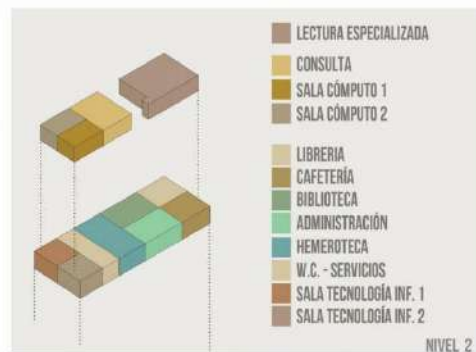 LECTURA ESPECIALIZADA
CONSULTA
SALA CÓMPUTO 1
SALA CÓMPUTO 2
LIBRERIA
CAFETERÍA
BIBLIOTECA
ADMINISTRACIÓN
HEMEROTECA
W.C. - SERVICIOS
SALA TECNOLOGÍA INF. 1
SALA TECNOLOGÍA INF. 2
NIVEL 2